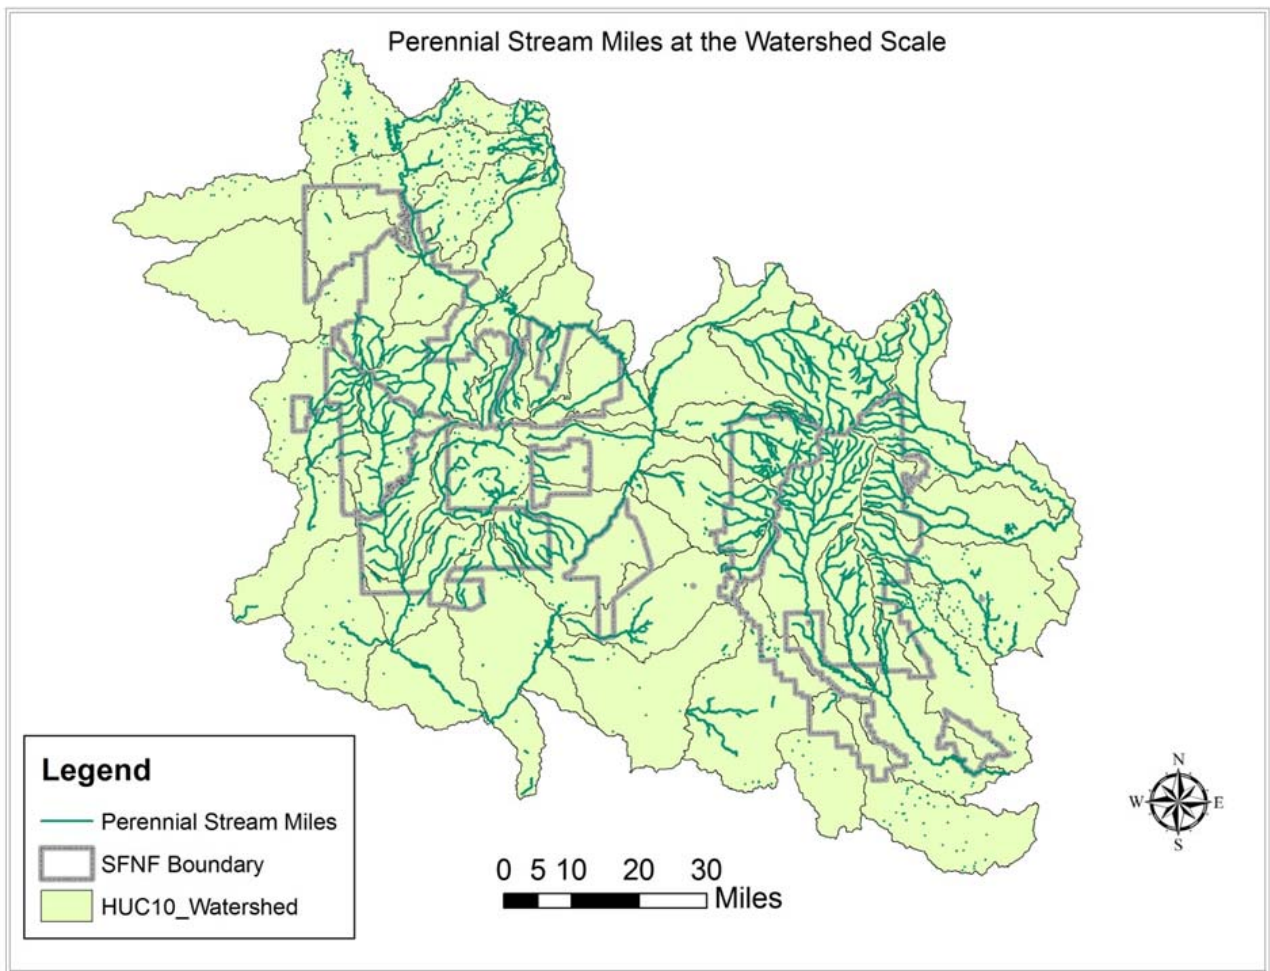 Perennial Stream Miles at the Watershed Scale
Legend
Perennial Stream Miles
SFNF Boundary
HUC10_Watershed
0 5 10 20 30
Miles
N
W E
S